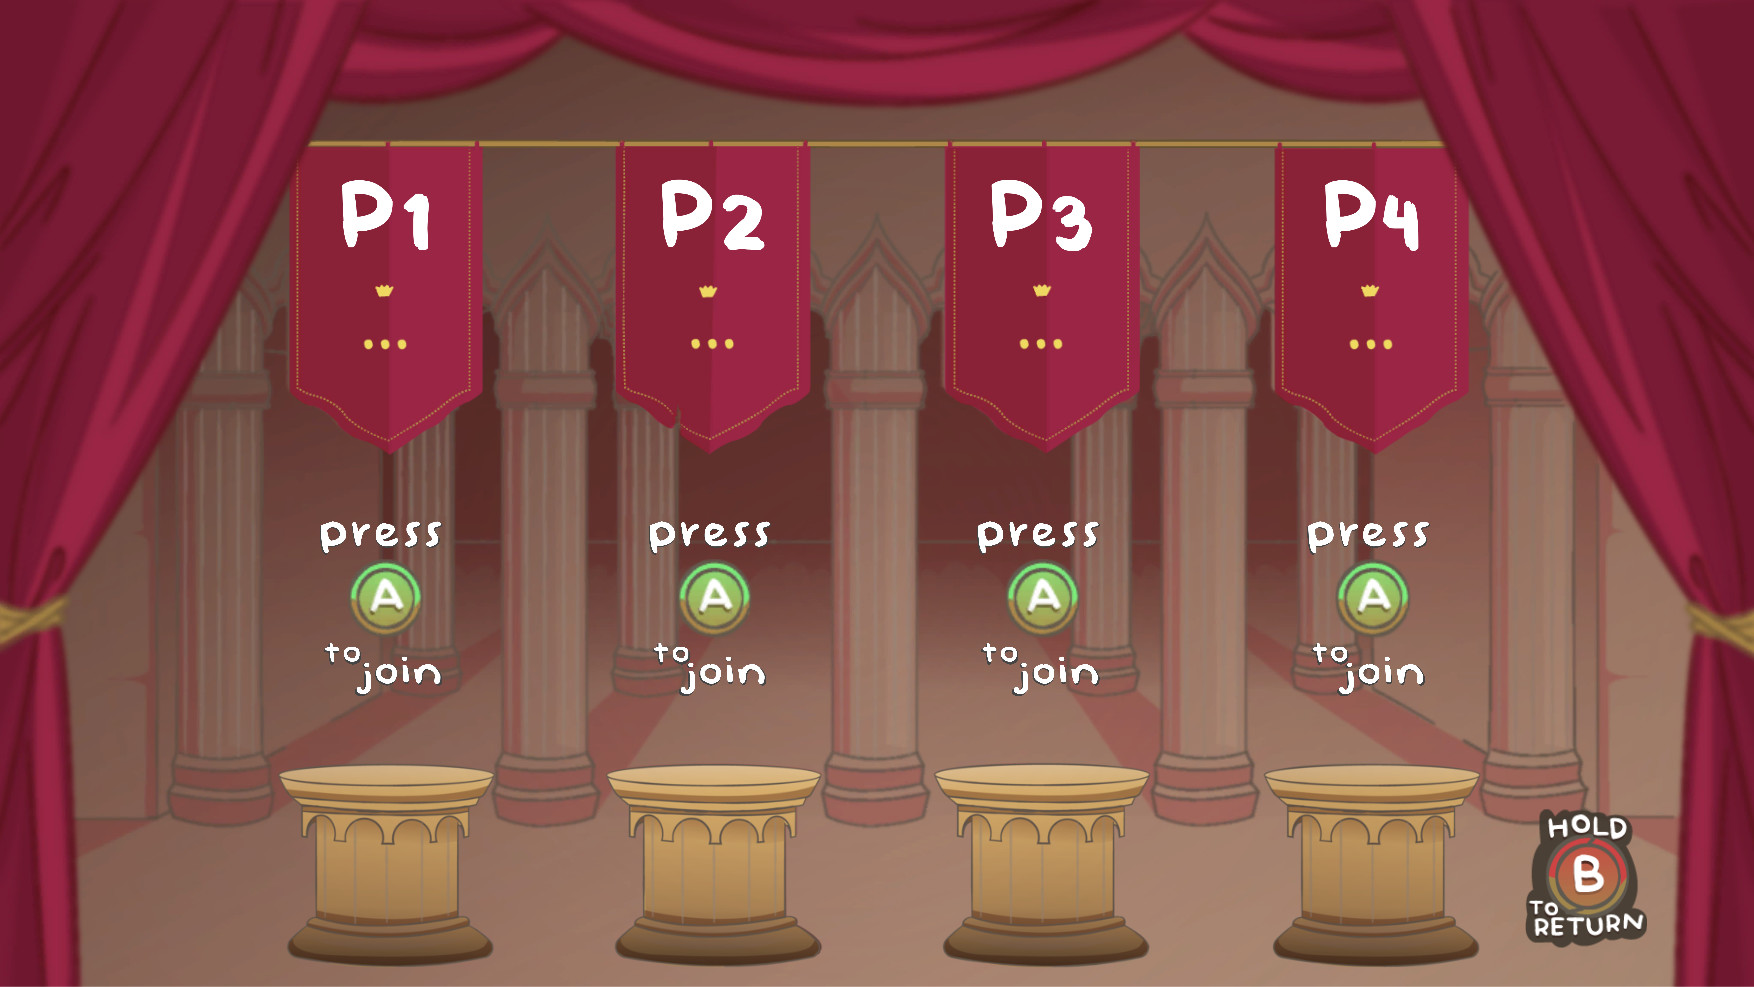 P1
P2
P3
P4
press
A
to
join
press
A
to
join
press
A
to
join
press
A
to
join
HOLD
B
TO
RETURN